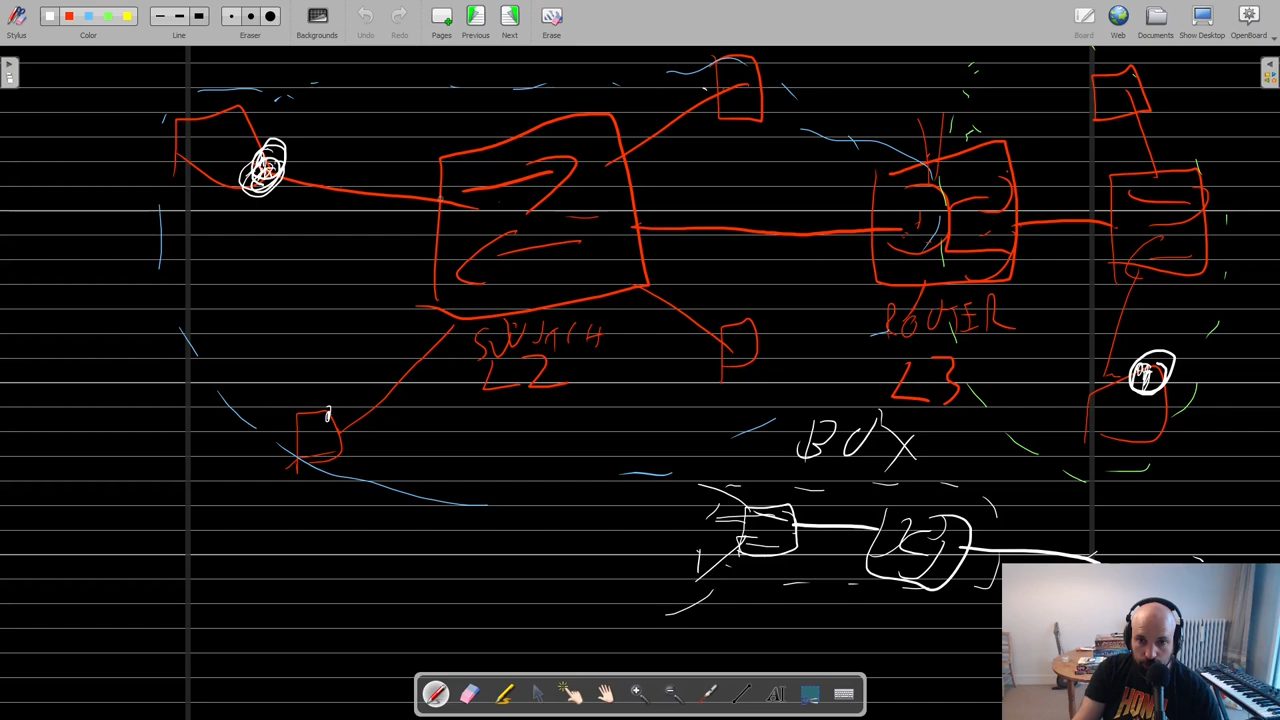 Stylus Color Line Eraser Backgrounds Undo Redo Pages Previous Next Erase Board Web Documents Show Desktop OpenBoard
SWITCH
L2
ROUTER
L3
BOX
AI